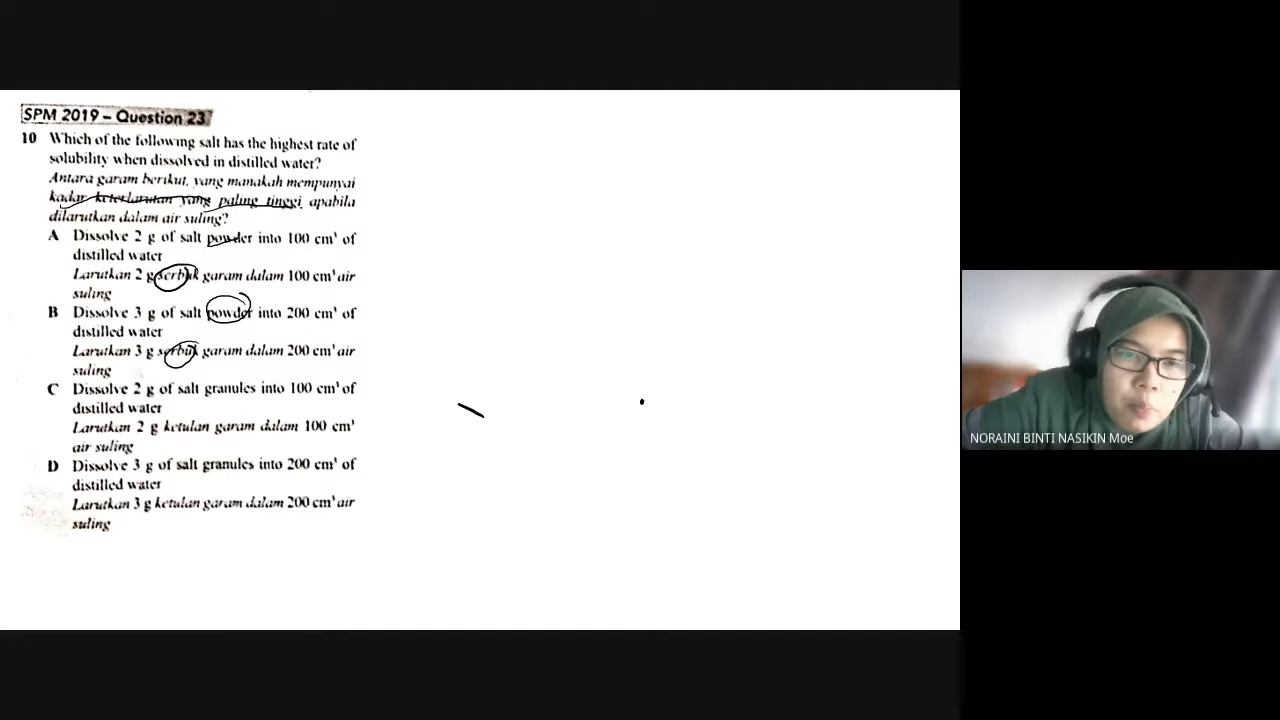 SPM 2019 – Question 23
10 Which of the following salt has the highest rate of
solubility when dissolved in distilled water?
Antara garam berikut, yang manakah mempunyai
kadar keterlarutan yang paling tinggi apabila
dilarutkan dalam air suling?
A Dissolve 2 g of salt powder into 100 cm³ of
distilled water
Larutkan 2 g serbuk garam dalam 100 cm³ air
suling
B Dissolve 3 g of salt powder into 200 cm³ of
distilled water
Larutkan 3 g serbuk garam dalam 200 cm³ air
suling
C Dissolve 2 g of salt granules into 100 cm³ of
distilled water
Larutkan 2 g ketulan garam dalam 100 cm³
air suling
D Dissolve 3 g of salt granules into 200 cm³ of
distilled water
Larutkan 3 g ketulan garam dalam 200 cm³ air
suling
NORAINI BINTI NASIKIN Moe